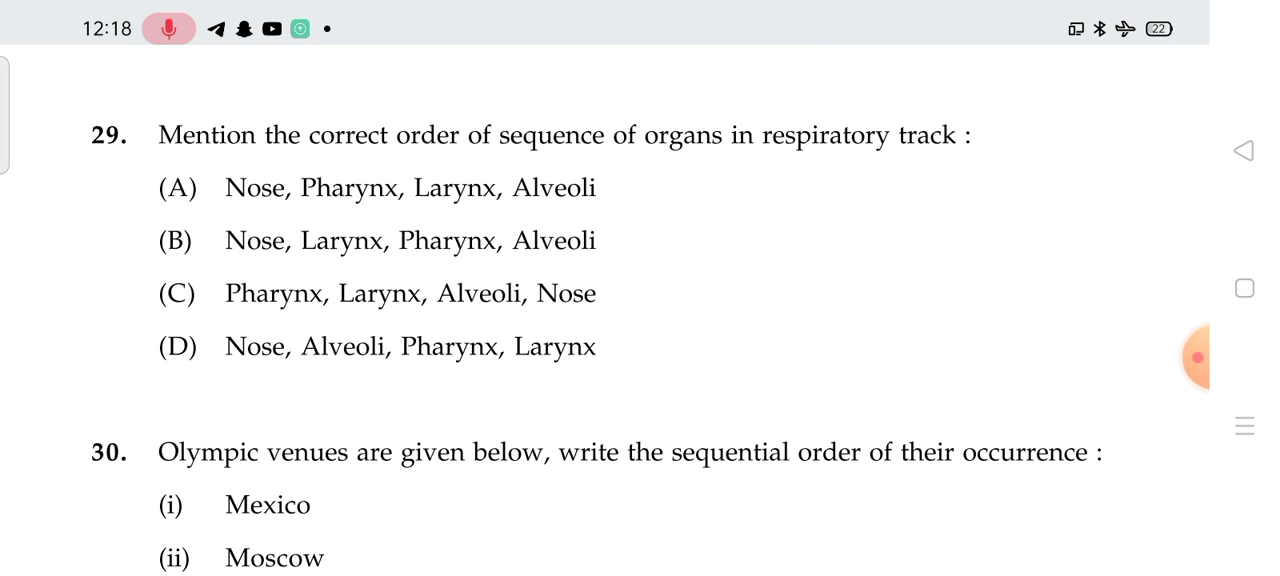 12:18
22
29. Mention the correct order of sequence of organs in respiratory track :
(A) Nose, Pharynx, Larynx, Alveoli
(B) Nose, Larynx, Pharynx, Alveoli
(C) Pharynx, Larynx, Alveoli, Nose
(D) Nose, Alveoli, Pharynx, Larynx
30. Olympic venues are given below, write the sequential order of their occurrence :
(i) Mexico
(ii) Moscow